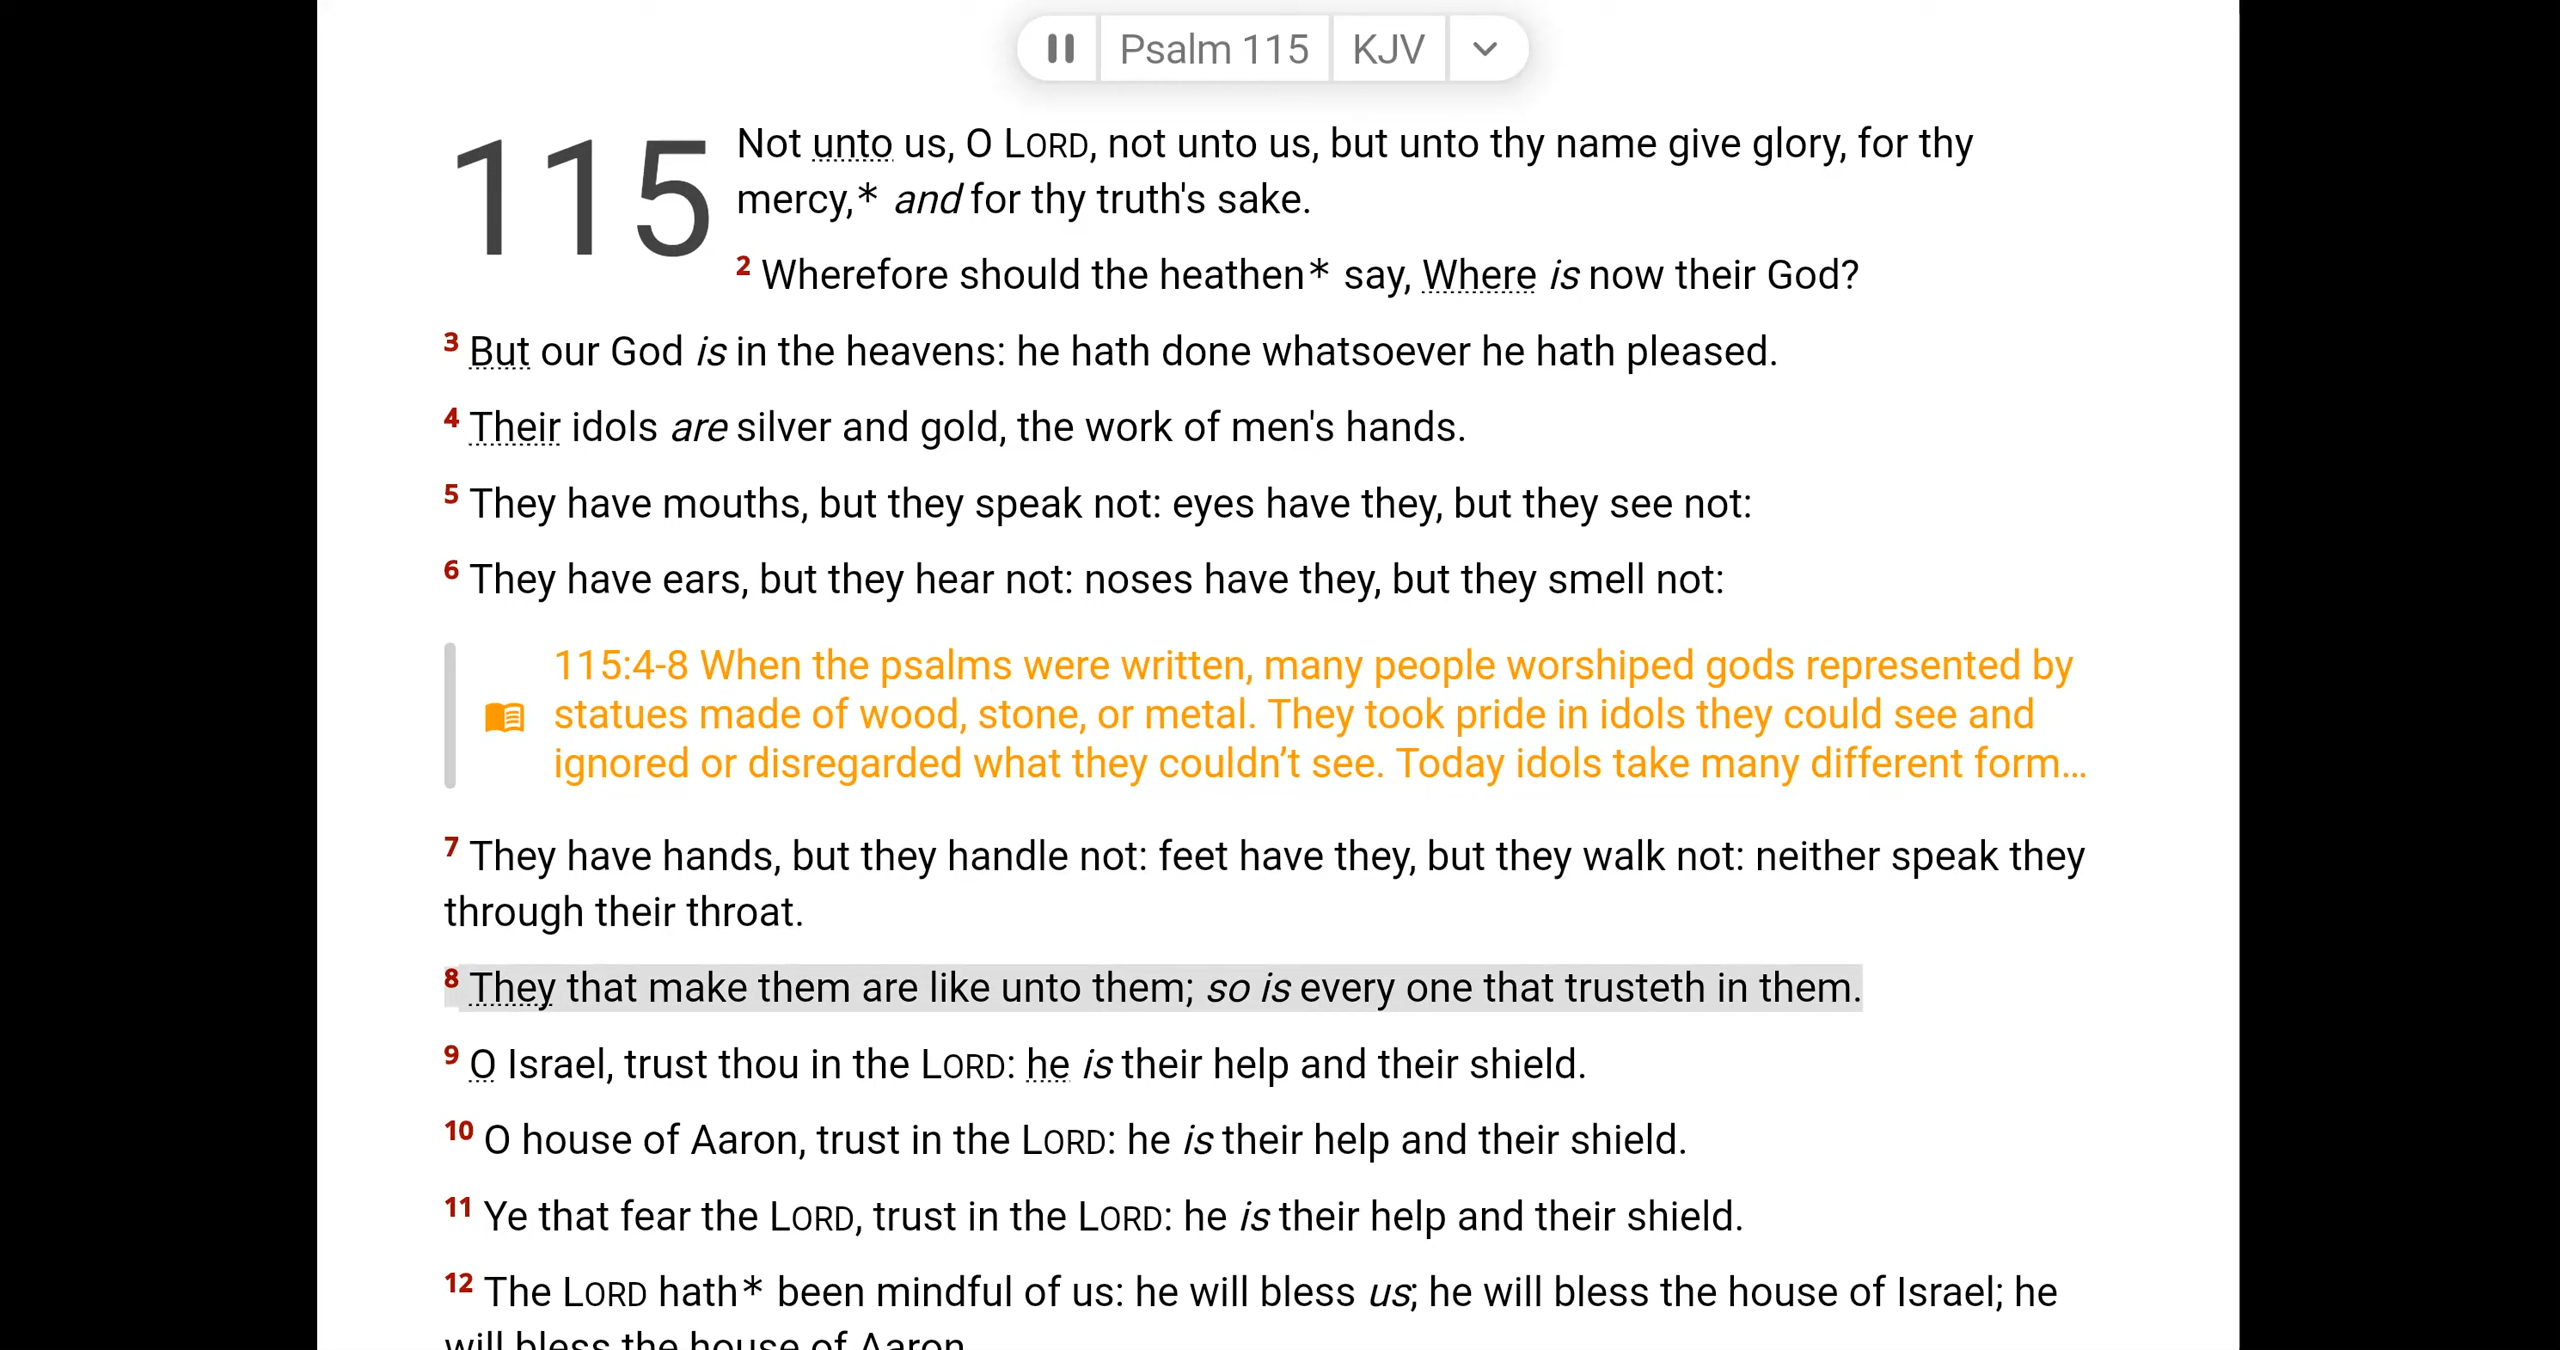 Psalm 115 KJV
115 Not unto us, O LORD, not unto us, but unto thy name give glory, for thy
mercy,* and for thy truth's sake.
2 Wherefore should the heathen* say, Where is now their God?
3 But our God is in the heavens: he hath done whatsoever he hath pleased.
4 Their idols are silver and gold, the work of men's hands.
5 They have mouths, but they speak not: eyes have they, but they see not:
6 They have ears, but they hear not: noses have they, but they smell not:
115:4-8 When the psalms were written, many people worshiped gods represented by
statues made of wood, stone, or metal. They took pride in idols they could see and
ignored or disregarded what they couldn’t see. Today idols take many different form...
7 They have hands, but they handle not: feet have they, but they walk not: neither speak they
through their throat.
8 They that make them are like unto them; so is every one that trusteth in them.
9 O Israel, trust thou in the LORD: he is their help and their shield.
10 O house of Aaron, trust in the LORD: he is their help and their shield.
11 Ye that fear the LORD, trust in the LORD: he is their help and their shield.
12 The LORD hath* been mindful of us: he will bless us; he will bless the house of Israel; he
will bless the house of Aaron